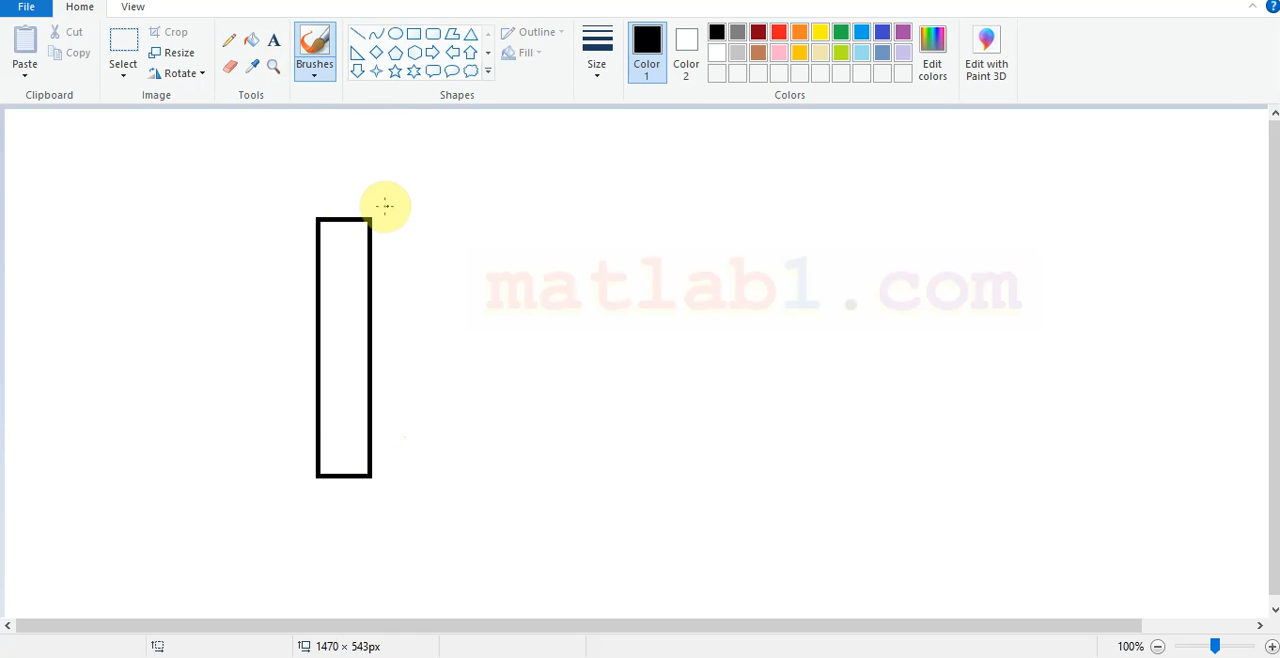 File Home View
Paste
Cut
Copy
Clipboard
Select
Crop
Resize
Rotate
Image
A
Tools
Brushes
Outline
Fill
Shapes
Size
Color
1
Color
2
Edit
colors
Colors
Edit with
Paint 3D
matlab1.com
1470 × 543px
100%